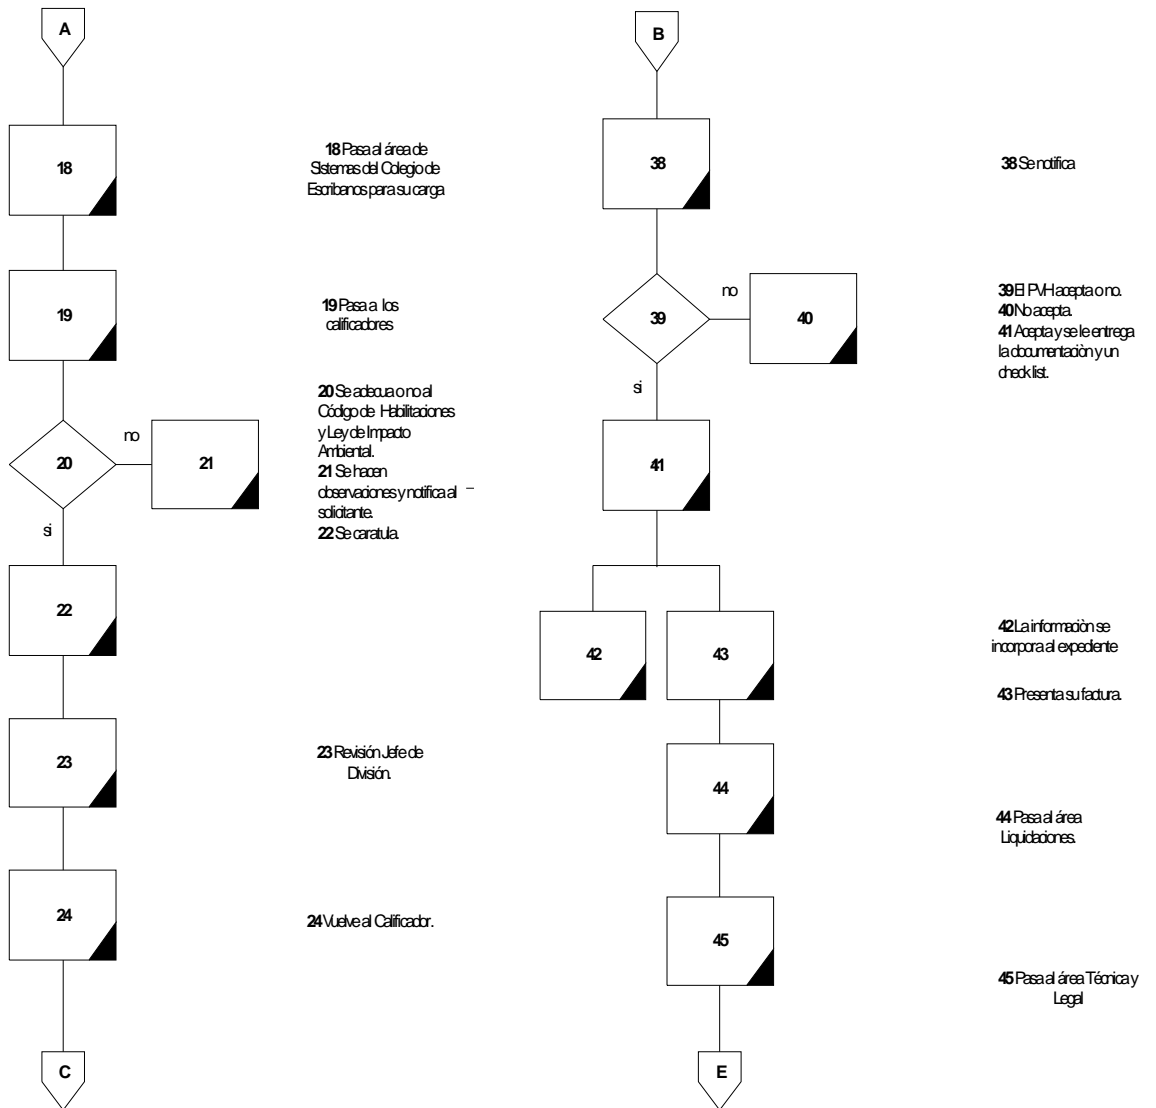 A
18
18 Pasa al área de
SIstemas del Colegio de
Escribanos para su carga
19
19 Pasa a los
calificadores
20
no
21
si
20 Se adecua o no al
Código de Habilitaciones
y Ley de Impacto
Ambiental.
21 Se hacen
observaciones y notifica al –
solicitante.
22 Se caratula.
22
23
23 Revisión Jefe de
División.
24
24 Vuelve al Calificador.
C
B
38
38 Se notifica
39
no
40
si
39 El PVH acepta o no.
40 No acepta.
41 Acepta y se le entrega
la documentaciòn y un
check list.
41
42
43
42 La informaciòn se
incorpora al expediente
43 Presenta su factura.
44
44 Pasa al área
Liquidaciones.
45
45 Pasa al área Técnica y
Legal
E